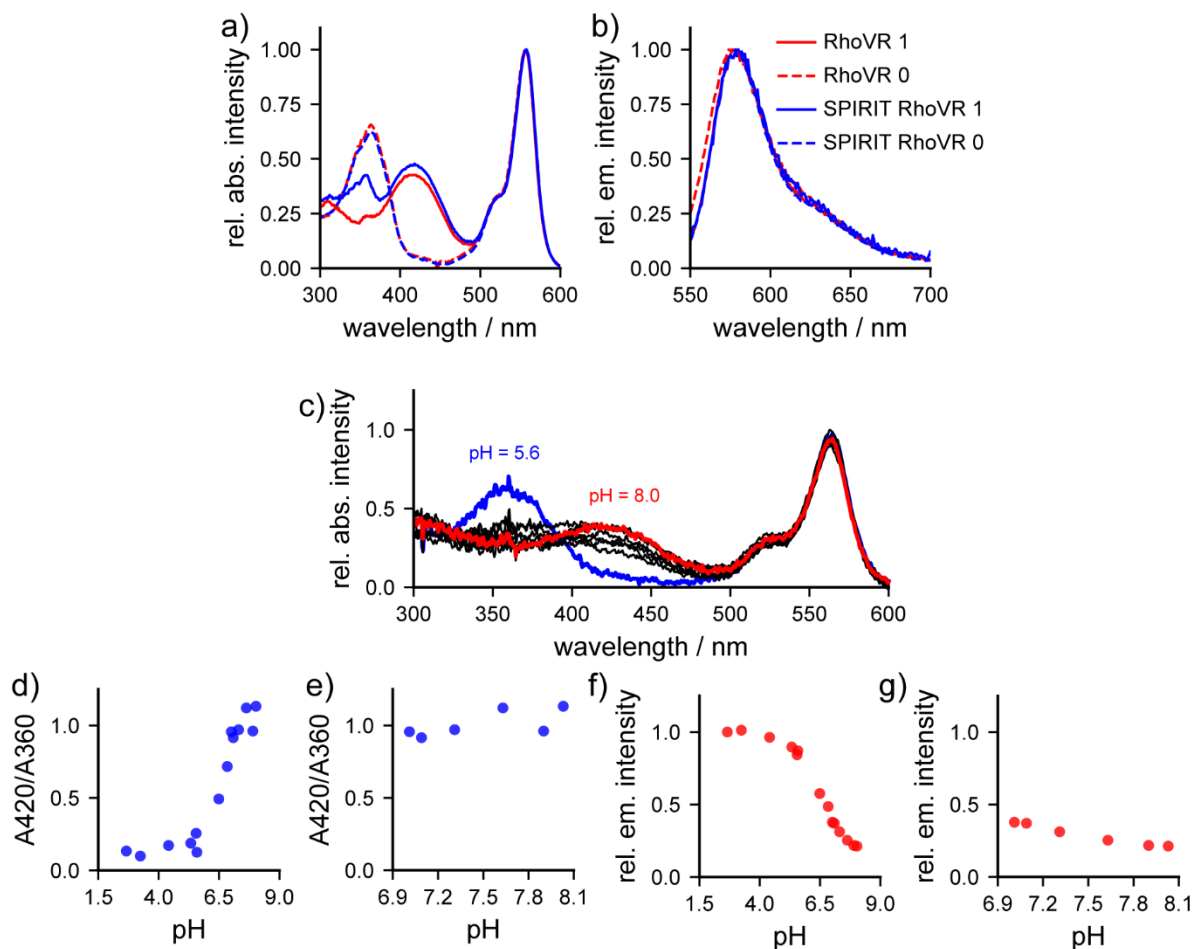 a)
rel. abs. intensity
1.00
0.75
0.50
0.25
0.00
300 400 500 600
wavelength / nm
b)
rel. em. intensity
1.00
0.75
0.50
0.25
0.00
550 600 650 700
wavelength / nm
RhoVR 1
RhoVR 0
SPIRIT RhoVR 1
SPIRIT RhoVR 0
c)
rel. abs. intensity
1.0
0.5
0.0
pH = 5.6
pH = 8.0
300 350 400 450 500 550 600
wavelength / nm
d)
A420/A360
1.0
0.5
0.0
1.5 4.0 6.5 9.0
pH
e)
A420/A360
1.0
0.5
0.0
6.9 7.2 7.5 7.8 8.1
pH
f)
rel. em. intensity
1.0
0.5
0.0
1.5 4.0 6.5 9.0
pH
g)
rel. em. intensity
1.0
0.5
0.0
6.9 7.2 7.5 7.8 8.1
pH